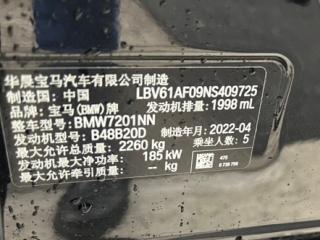 华晨宝马汽车有限公司制造
制造国：中国 LBV61AF09NS409725
品牌：宝马(BMW)牌 发动机排量：1998 mL
整车型号：BMW7201NN
发动机型号：B48B20D 制造年月：2022-04
最大允许总质量：2260 kg 乘坐人数：5
发动机最大净功率：185 kW
最大允许牵引质量：-- kg
475